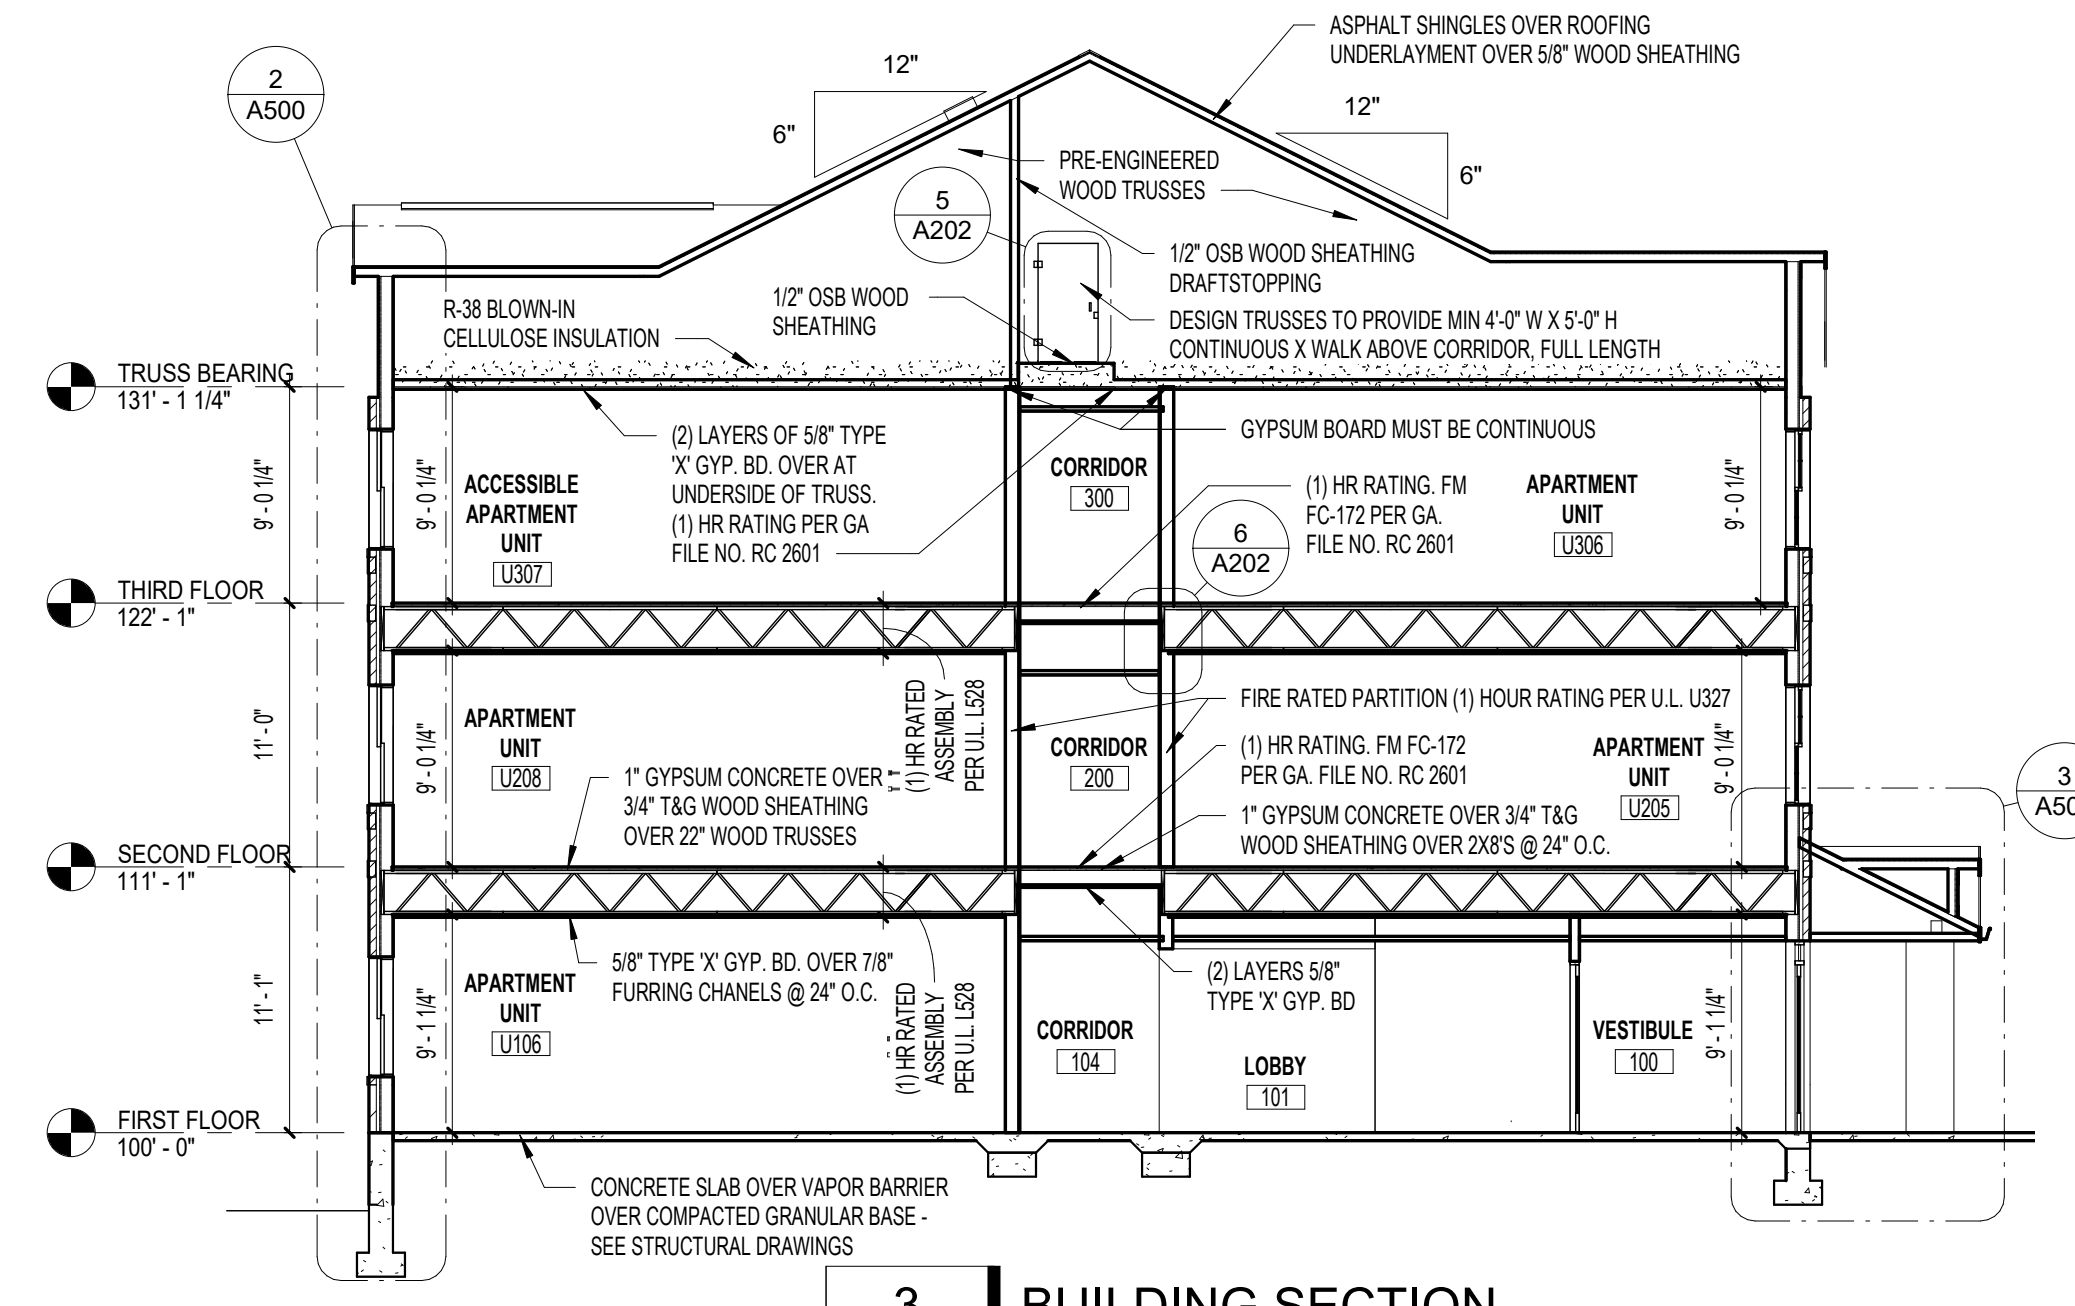 ASPHALT SHINGLES OVER ROOFING
UNDERLAYMENT OVER 5/8" WOOD SHEATHING
2
A500
12"
6"
12"
6"
PRE-ENGINEERED
WOOD TRUSSES
5
A202
1/2" OSB WOOD SHEATHING
DRAFTSTOPPING
R-38 BLOWN-IN
CELLULOSE INSULATION
1/2" OSB WOOD
SHEATHING
DESIGN TRUSSES TO PROVIDE MIN 4'-0" W X 5'-0" H
CONTINUOUS X WALK ABOVE CORRIDOR, FULL LENGTH
TRUSS BEARING
131' - 1 1/4"
(2) LAYERS OF 5/8" TYPE
'X' GYP. BD. OVER AT
UNDERSIDE OF TRUSS.
(1) HR RATING PER GA
FILE NO. RC 2601
GYPSUM BOARD MUST BE CONTINUOUS
9' - 0 1/4"
9' - 0 1/4"
ACCESSIBLE
APARTMENT
UNIT
U307
CORRIDOR
300
(1) HR RATING. FM
FC-172 PER GA.
FILE NO. RC 2601
6
A202
APARTMENT
UNIT
U306
9' - 0 1/4"
THIRD FLOOR
122' - 1"
11' - 0"
9' - 0 1/4"
APARTMENT
UNIT
U208
(1) HR RATED
ASSEMBLY
PER U.L. L528
FIRE RATED PARTITION (1) HOUR RATING PER U.L. U327
CORRIDOR
200
(1) HR RATING. FM FC-172
PER GA. FILE NO. RC 2601
APARTMENT
UNIT
U205
9' - 0 1/4"
1" GYPSUM CONCRETE OVER
3/4" T&G WOOD SHEATHING
OVER 22" WOOD TRUSSES
1" GYPSUM CONCRETE OVER 3/4" T&G
WOOD SHEATHING OVER 2X8'S @ 24" O.C.
3
SECOND FLOOR
111' - 1"
11' - 1"
9' - 1 1/4"
APARTMENT
UNIT
U106
5/8" TYPE 'X' GYP. BD. OVER 7/8"
FURRING CHANELS @ 24" O.C.
(1) HR RATED
ASSEMBLY
PER U.L. L528
(2) LAYERS 5/8"
TYPE 'X' GYP. BD
CORRIDOR
104
LOBBY
101
VESTIBULE
100
9' - 1 1/4"
FIRST FLOOR
100' - 0"
CONCRETE SLAB OVER VAPOR BARRIER
OVER COMPACTED GRANULAR BASE -
SEE STRUCTURAL DRAWINGS
3
BUILDING SECTION